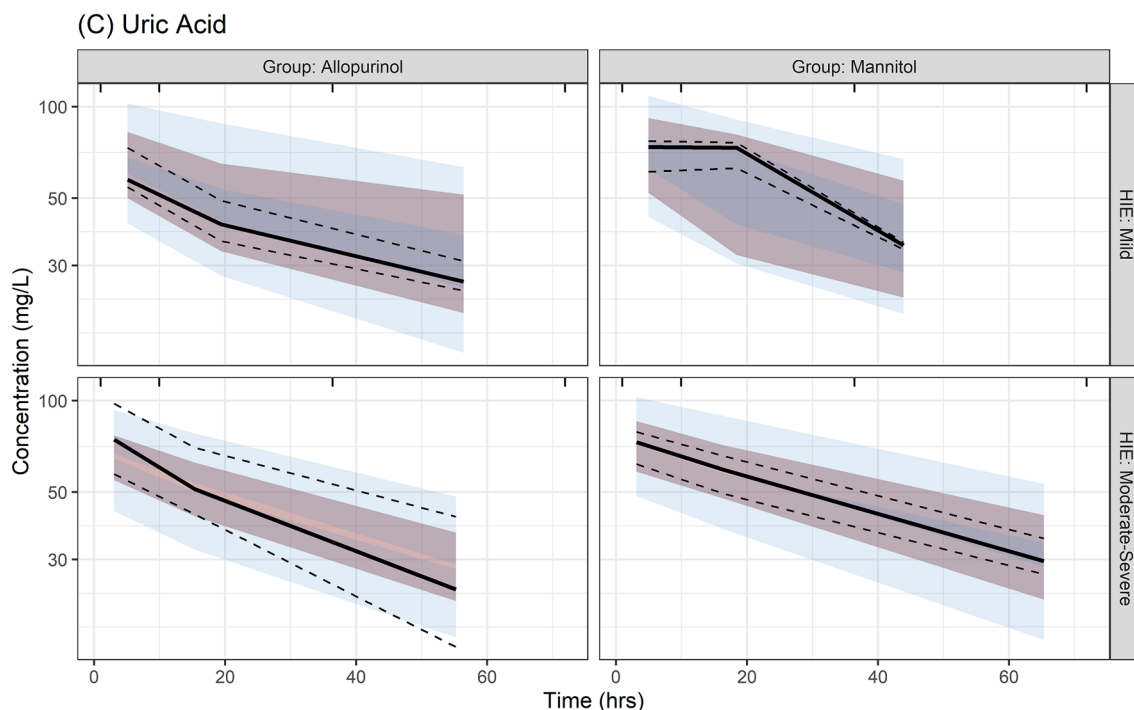 (C) Uric Acid
Group: Allopurinol
Group: Mannitol
100
50
30
HIE: Mild
100
50
30
HIE: Moderate-Severe
Concentration (mg/L)
0
20
40
60
0
20
40
60
Time (hrs)